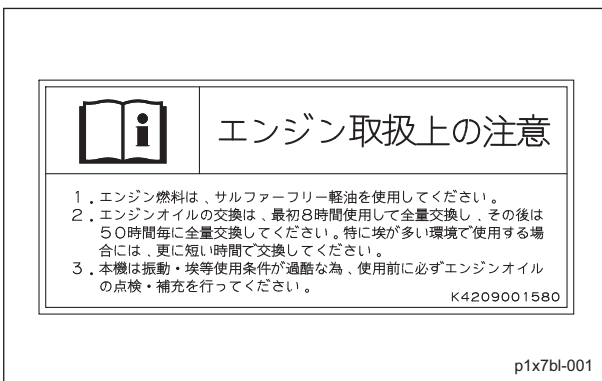 エンジン取扱上の注意
1．エンジン燃料は、サルファーフリー軽油を使用してください。
2．エンジンオイルの交換は、最初8時間使用して全量交換し、その後は
50時間毎に全量交換してください。特に埃が多い環境で使用する場
合には、更に短い時間で交換してください。
3．本機は振動・埃等使用条件が過酷な為、使用前に必ずエンジンオイル
の点検・補充を行ってください。
K4209001580
p1x7bl-001